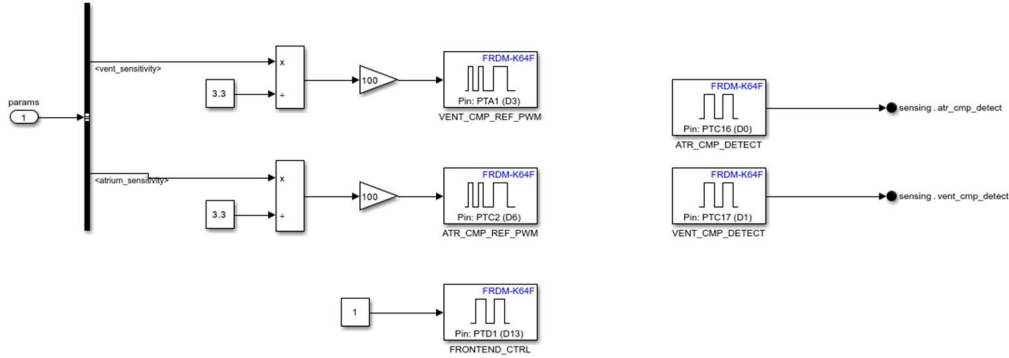 params
1
<vent_sensitivity>
3.3
x
÷
100
FRDM-K64F
Pin: PTA1 (D3)
VENT_CMP_REF_PWM
<atrium_sensitivity>
3.3
x
÷
100
FRDM-K64F
Pin: PTC2 (D6)
ATR_CMP_REF_PWM
1
FRDM-K64F
Pin: PTD1 (D13)
FRONTEND_CTRL
FRDM-K64F
Pin: PTC16 (D0)
ATR_CMP_DETECT
sensing . atr_cmp_detect
FRDM-K64F
Pin: PTC17 (D1)
VENT_CMP_DETECT
sensing . vent_cmp_detect